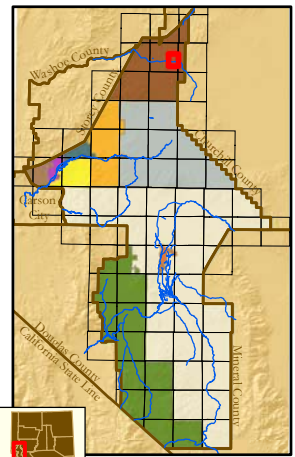 Washoe County
Storey County
Churchill County
Carson
City
Douglas County
California State Line
Mineral County